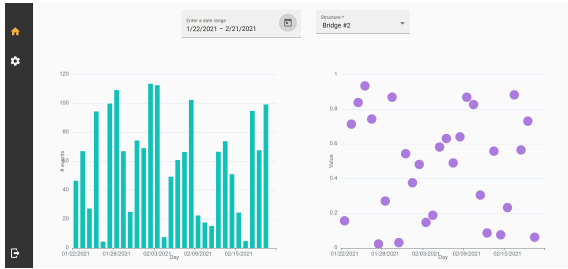 Enter a date range
1/22/2021 – 2/21/2021
Structure *
Bridge #2
120
100
80
60
40
20
0
# events
01/22/2021
01/28/2021
02/03/2021
02/09/2021
02/15/2021
Day
1
0.8
0.6
0.4
0.2
0
Value
01/22/2021
01/28/2021
02/03/2021
02/09/2021
02/15/2021
Day